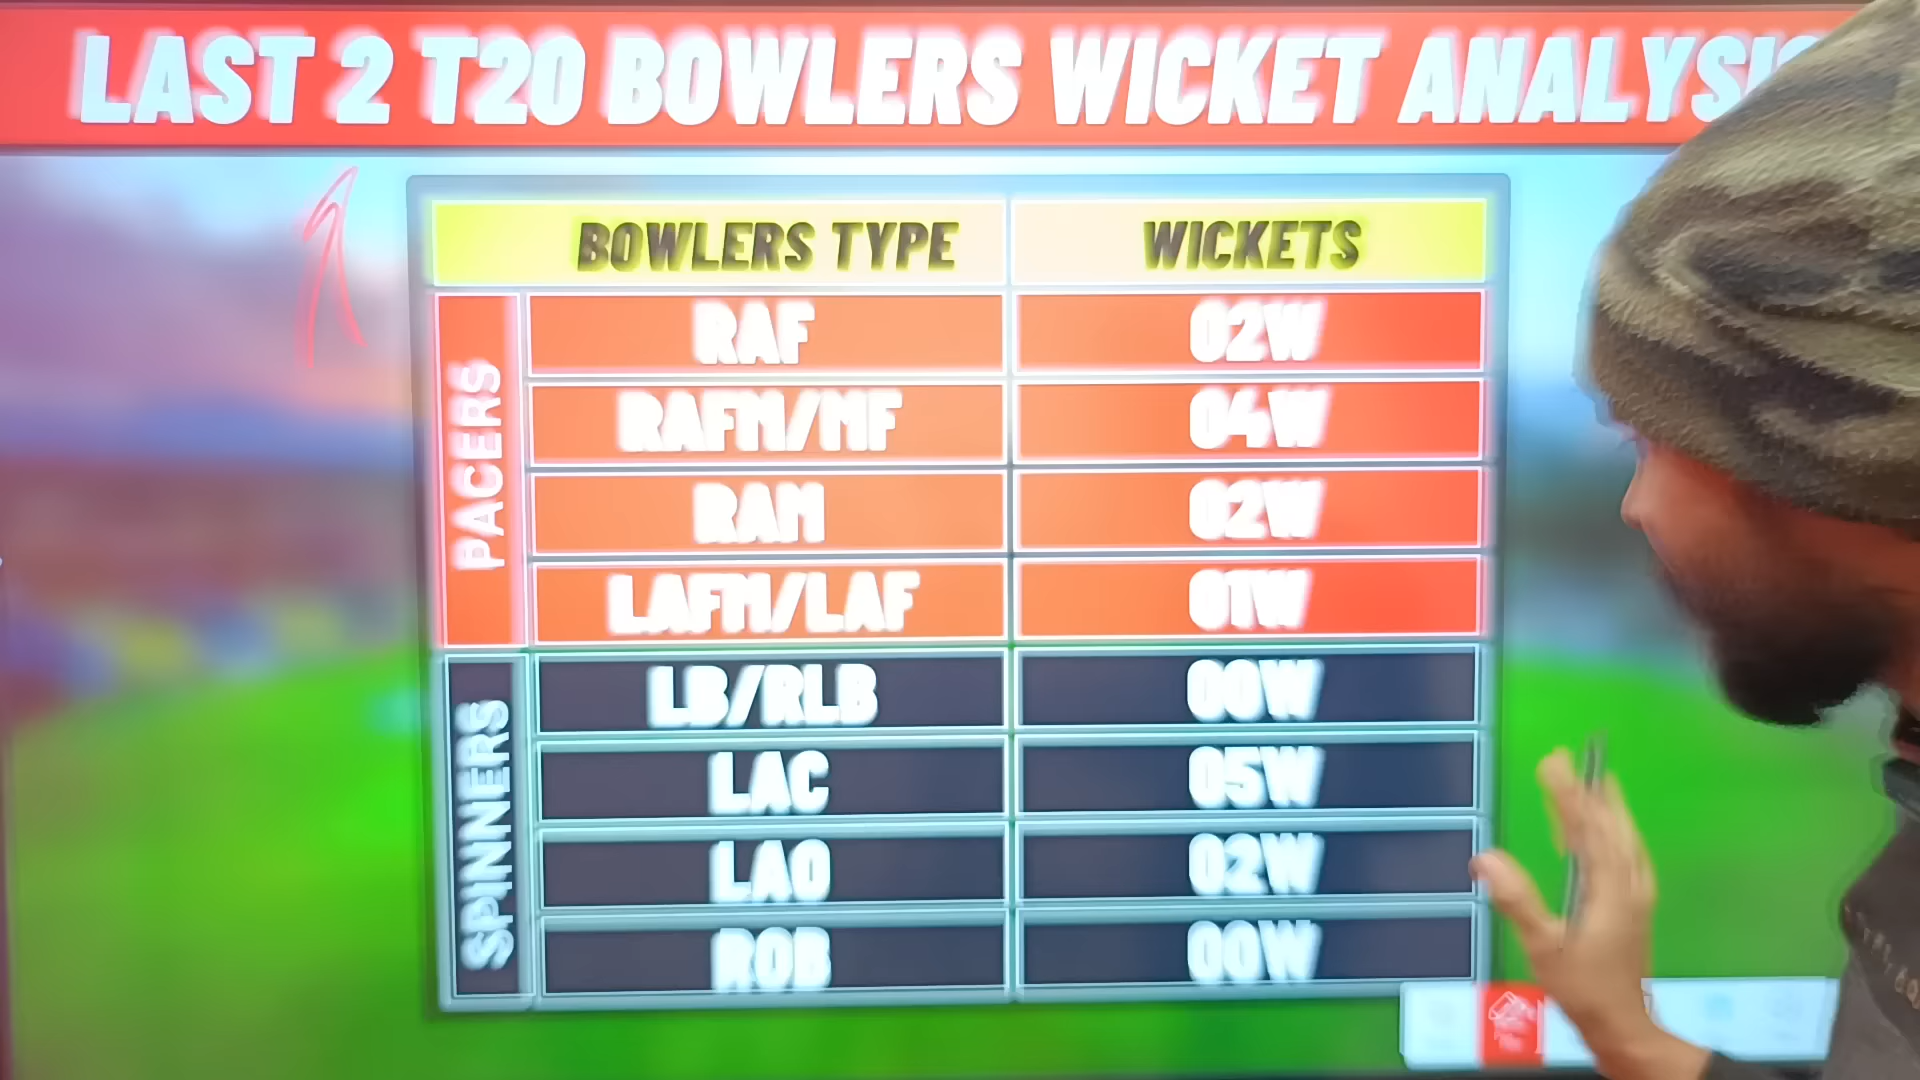 LAST 2 T20 BOWLERS WICKET ANALYSIS
BOWLERS TYPE WICKETS
PACERS
RAF 02W
RAFM/MF 04W
RAM 02W
LAFM/LAF 01W
SPINNERS
LB/RLB 00W
LAC 05W
LAO 02W
ROB 00W